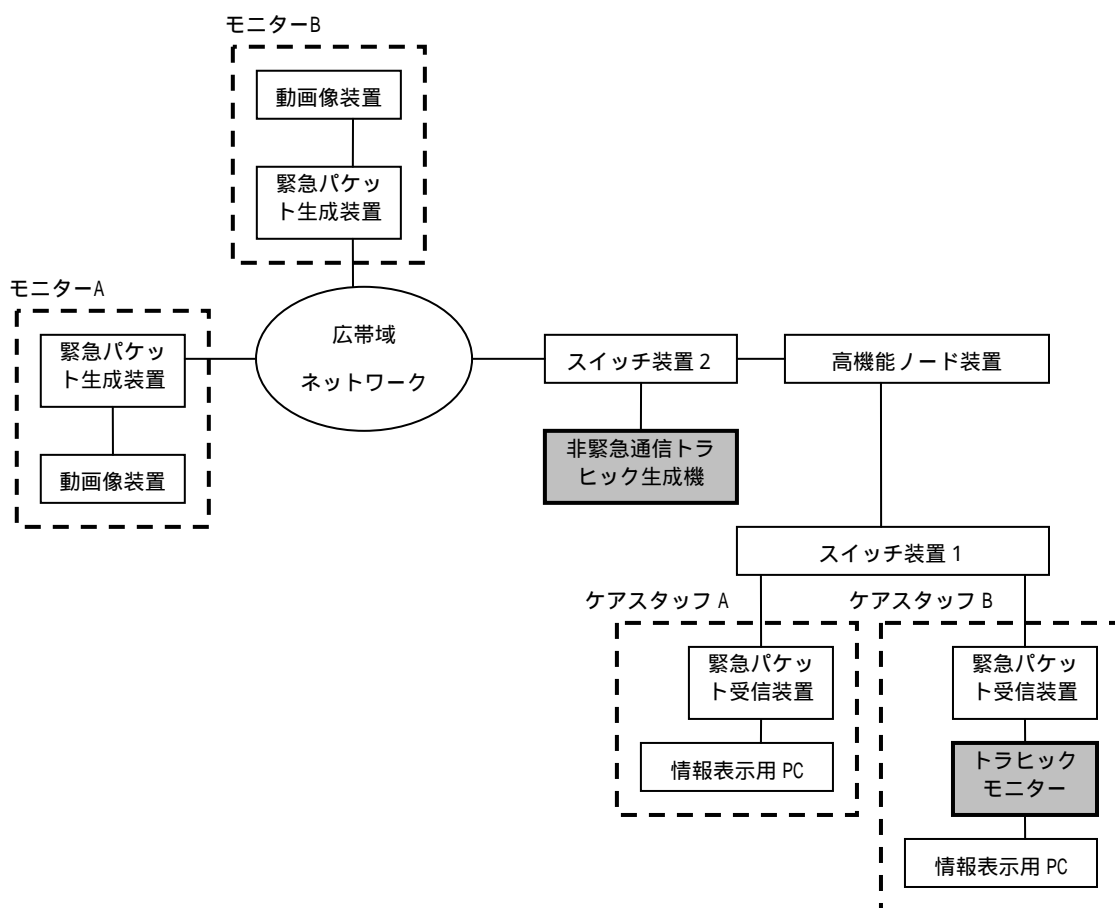 モニターB
動画像装置
緊急パケッ
ト生成装置
モニターA
緊急パケッ
ト生成装置
動画像装置
広帯域
ネットワーク
スイッチ装置 2
高機能ノード装置
非緊急通信トラ
ヒック生成機
スイッチ装置 1
ケアスタッフ A
緊急パケッ
ト受信装置
情報表示用 PC
ケアスタッフ B
緊急パケッ
ト受信装置
トラヒック
モニター
情報表示用 PC